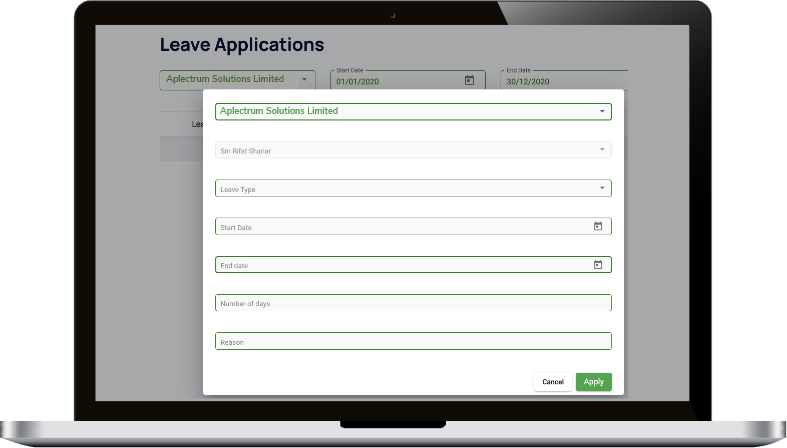 Leave Applications
Aplectrum Solutions Limited
Start Date
01/01/2020
End Date
30/12/2020
Lea
Aplectrum Solutions Limited
Sm Rifat Shariar
Leave Type
Start Date
End date
Number of days
Reason
Cancel
Apply